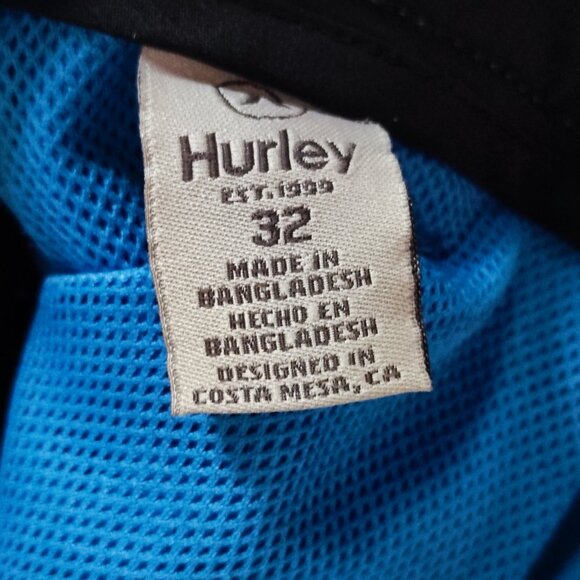 Hurley
EST. 1999
32
MADE IN
BANGLADESH
HECHO EN
BANGLADESH
DESIGNED IN
COSTA MESA, CA